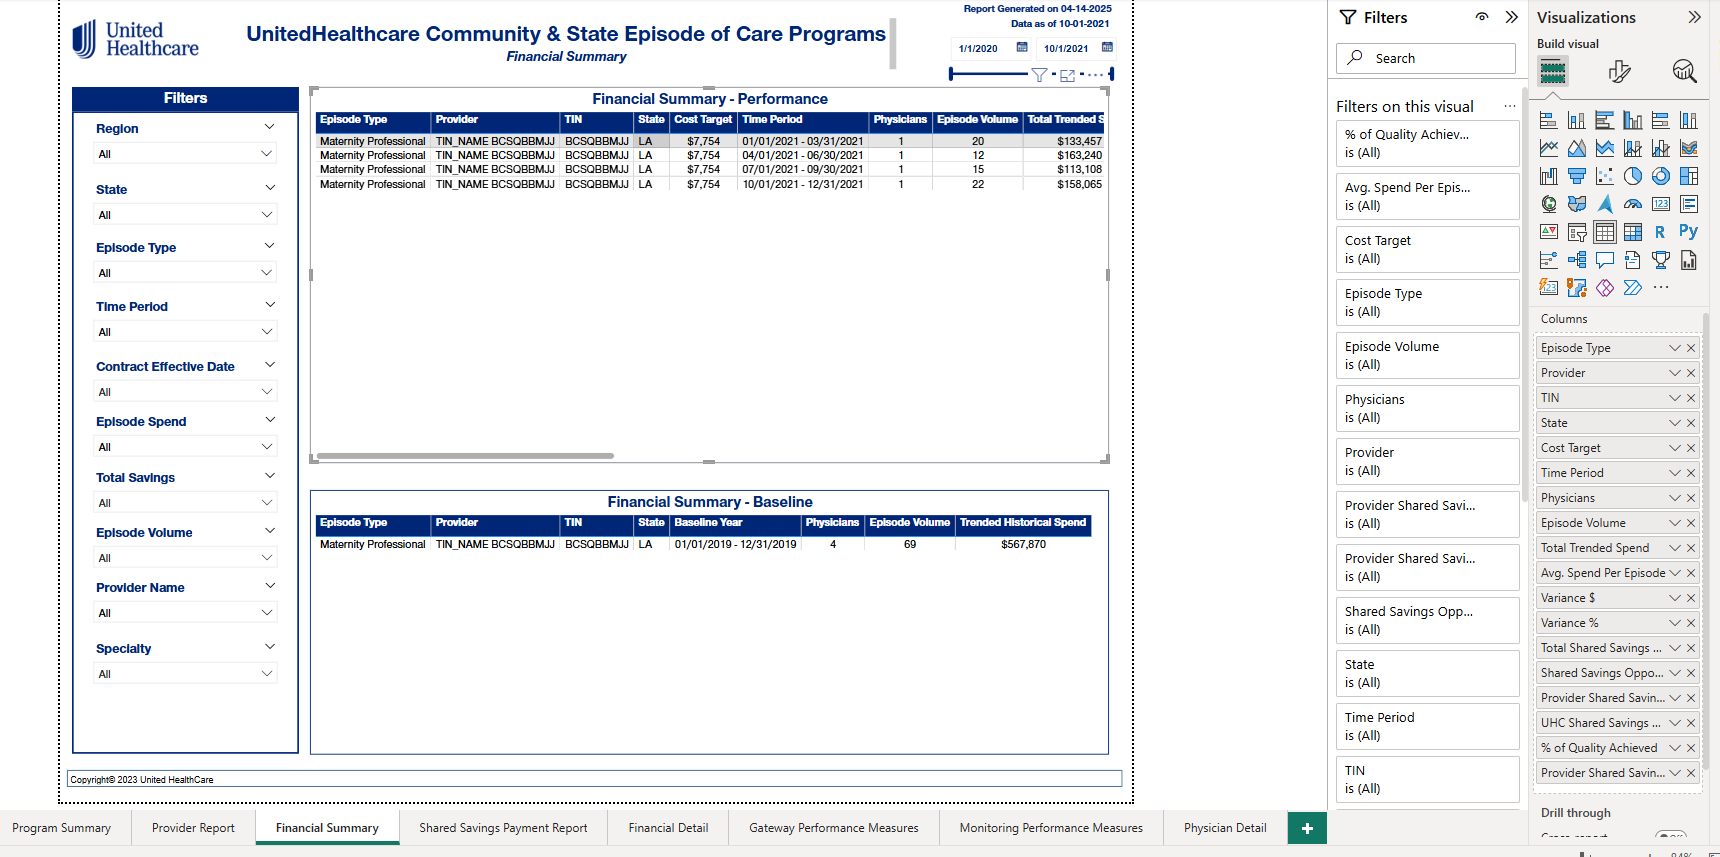 United
Healthcare
UnitedHealthcare Community & State Episode of Care Programs
Financial Summary
Report Generated on 04-14-2025
Data as of 10-01-2021
1/1/2020 10/1/2021
Filters
Region
All
State
All
Episode Type
All
Time Period
All
Contract Effective Date
All
Episode Spend
All
Total Savings
All
Episode Volume
All
Provider Name
All
Specialty
All
Financial Summary - Performance
Episode Type Provider TIN State Cost Target Time Period Physicians Episode Volume Total Trended S
Maternity Professional TIN_NAME BCSQBBMJJ BCSQBBMJJ LA $7,754 01/01/2021 - 03/31/2021 1 20 $133,457
Maternity Professional TIN_NAME BCSQBBMJJ BCSQBBMJJ LA $7,754 04/01/2021 - 06/30/2021 1 12 $163,240
Maternity Professional TIN_NAME BCSQBBMJJ BCSQBBMJJ LA $7,754 07/01/2021 - 09/30/2021 1 15 $113,108
Maternity Professional TIN_NAME BCSQBBMJJ BCSQBBMJJ LA $7,754 10/01/2021 - 12/31/2021 1 22 $158,065
Financial Summary - Baseline
Episode Type Provider TIN State Baseline Year Physicians Episode Volume Trended Historical Spend
Maternity Professional TIN_NAME BCSQBBMJJ BCSQBBMJJ LA 01/01/2019 - 12/31/2019 4 69 $567,870
Copyright© 2023 United HealthCare
Program Summary Provider Report Financial Summary Shared Savings Payment Report Financial Detail Gateway Performance Measures Monitoring Performance Measures Physician Detail +
Filters
Search
Filters on this visual ...
% of Quality Achiev...
is (All)
Avg. Spend Per Epis...
is (All)
Cost Target
is (All)
Episode Type
is (All)
Episode Volume
is (All)
Physicians
is (All)
Provider
is (All)
Provider Shared Savi...
is (All)
Provider Shared Savi...
is (All)
Shared Savings Opp...
is (All)
State
is (All)
Time Period
is (All)
TIN
is (All)
Visualizations
Build visual
123
R Py
123
Columns
Episode Type
Provider
TIN
State
Cost Target
Time Period
Physicians
Episode Volume
Total Trended Spend
Avg. Spend Per Episode
Variance $
Variance %
Total Shared Savings ...
Shared Savings Oppo...
Provider Shared Savin...
UHC Shared Savings ...
% of Quality Achieved
Provider Shared Savin...
Drill through